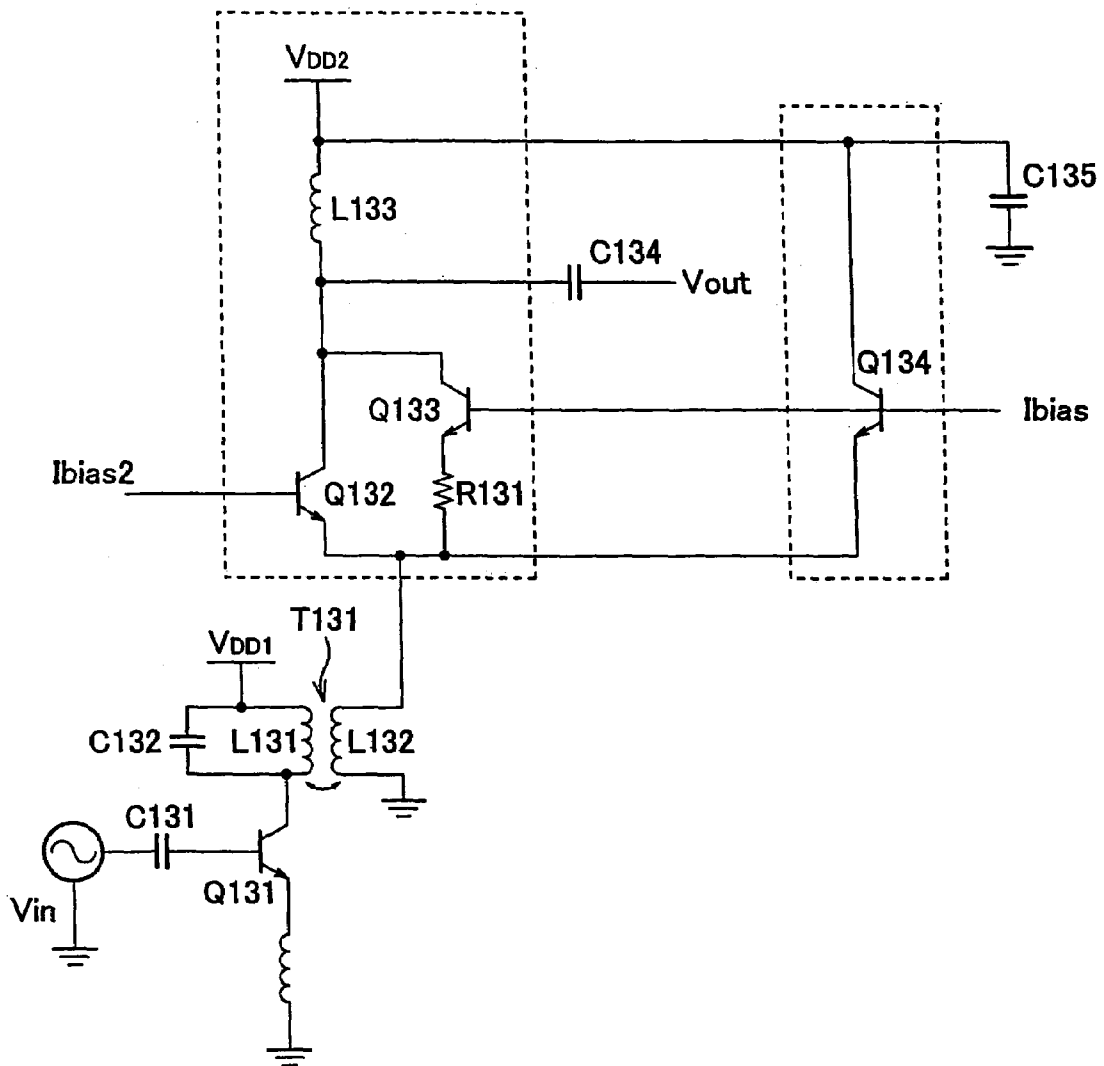 VDD2
L133
C135
C134
Vout
Q134
Q133
Ibias
Ibias2
Q132
R131
T131
VDD1
C132
L131
L132
C131
Q131
Vin